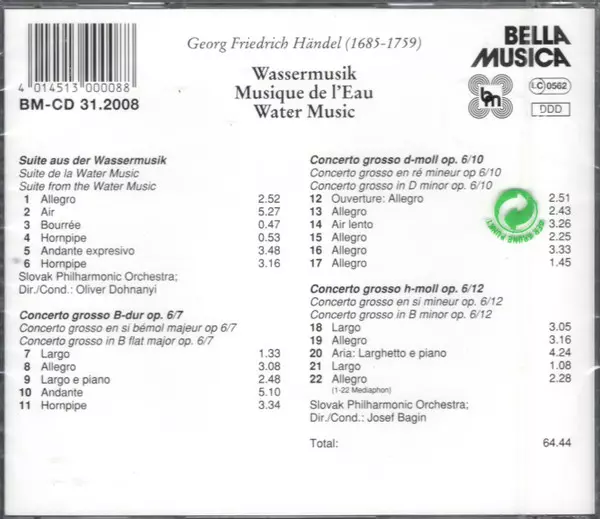 Georg Friedrich Händel (1685-1759)
Wassermusik
Musique de l'Eau
Water Music
4 014513 000088
BM-CD 31.2008
BELLA
MUSICA
bm
LC 0562
DDD
Suite aus der Wassermusik
Suite de la Water Music
Suite from the Water Music
1 Allegro 2.52
2 Air 5.27
3 Bourrée 0.47
4 Hornpipe 0.53
5 Andante expresivo 3.48
6 Hornpipe 3.16
Slovak Philharmonic Orchestra;
Dir./Cond.: Oliver Dohnanyi
Concerto grosso B-dur op. 6/7
Concerto grosso en si bémol majeur op 6/7
Concerto grosso in B flat major op. 6/7
7 Largo 1.33
8 Allegro 3.08
9 Largo e piano 2.48
10 Andante 5.10
11 Hornpipe 3.34
Concerto grosso d-moll op. 6/10
Concerto grosso en ré mineur op. 6/10
Concerto grosso in D minor op. 6/10
12 Ouverture: Allegro 2.51
13 Allegro 2.43
14 Air lento 3.26
15 Allegro 2.25
16 Allegro 3.33
17 Allegro 1.45
DER GRÜNE PUNKT
Concerto grosso h-moll op. 6/12
Concerto grosso en si mineur op. 6/12
Concerto grosso in B minor op. 6/12
18 Largo 3.05
19 Allegro 3.16
20 Aria: Larghetto e piano 4.24
21 Largo 1.08
22 Allegro 2.28
(1-22 Mediaphon)
Slovak Philharmonic Orchestra;
Dir./Cond.: Josef Bagin
Total: 64.44